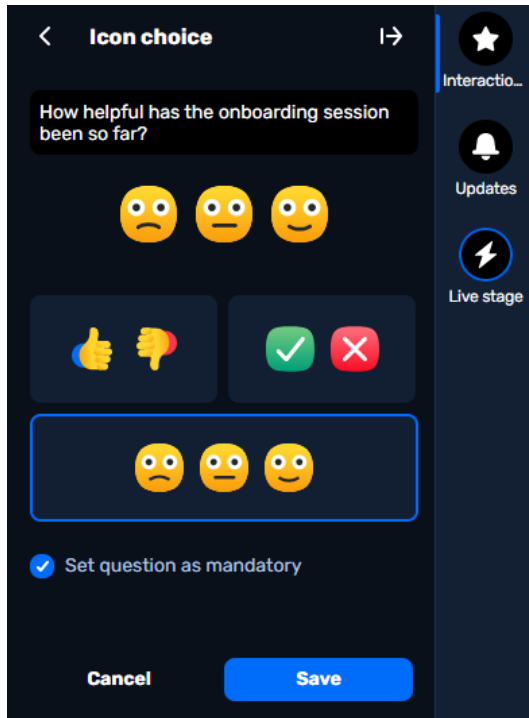 Icon choice
How helpful has the onboarding session
been so far?
Set question as mandatory
Cancel
Save
Interactio...
Updates
Live stage